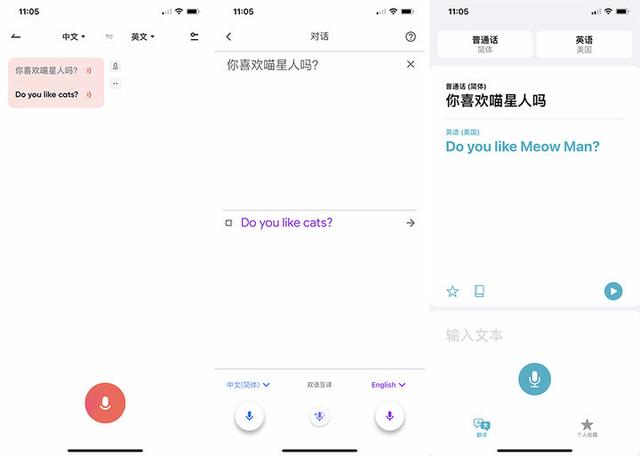 11:05
中文 英文
你喜欢喵星人吗?
Do you like cats?
11:05
对话
你喜欢喵星人吗?
Do you like cats?
中文(简体) 双语互译 English
11:05
普通话 英语
简体 美国
普通话 (简体)
你喜欢喵星人吗
英语 (美国)
Do you like Meow Man?
输入文本
翻译 个人收藏